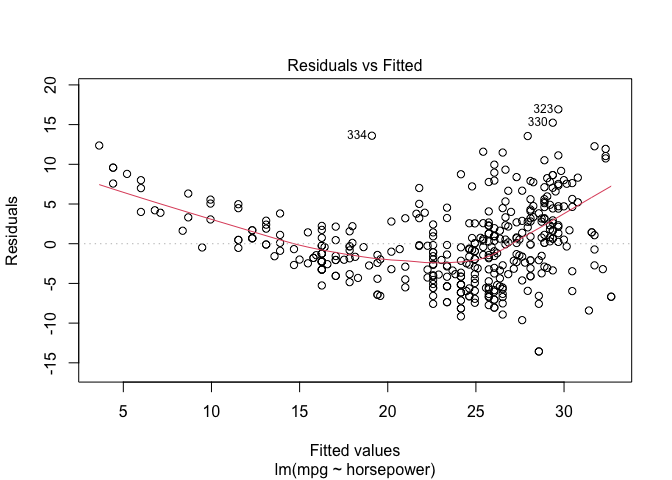 Residuals vs Fitted
Residuals
20
15
10
5
0
-5
-10
-15
323
330
334
5 10 15 20 25 30
Fitted values
lm(mpg ~ horsepower)